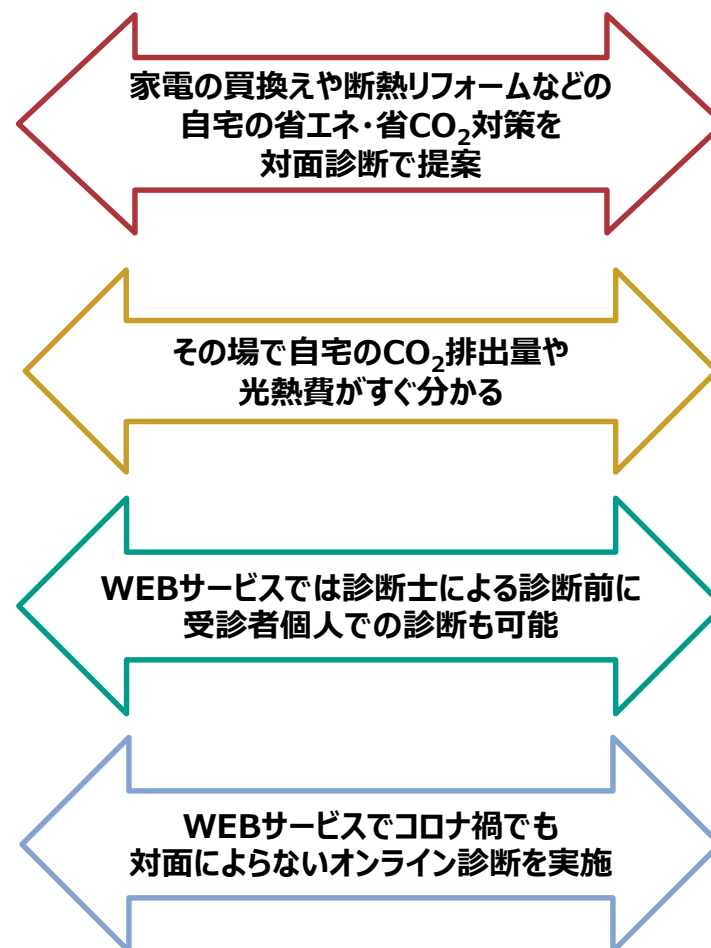 家電の買換えや断熱リフォームなどの
自宅の省エネ・省CO₂対策を
対面診断で提案
その場で自宅のCO₂排出量や
光熱費がすぐ分かる
WEBサービスでは診断士による診断前に
受診者個人での診断も可能
WEBサービスでコロナ禍でも
対面によらないオンライン診断を実施